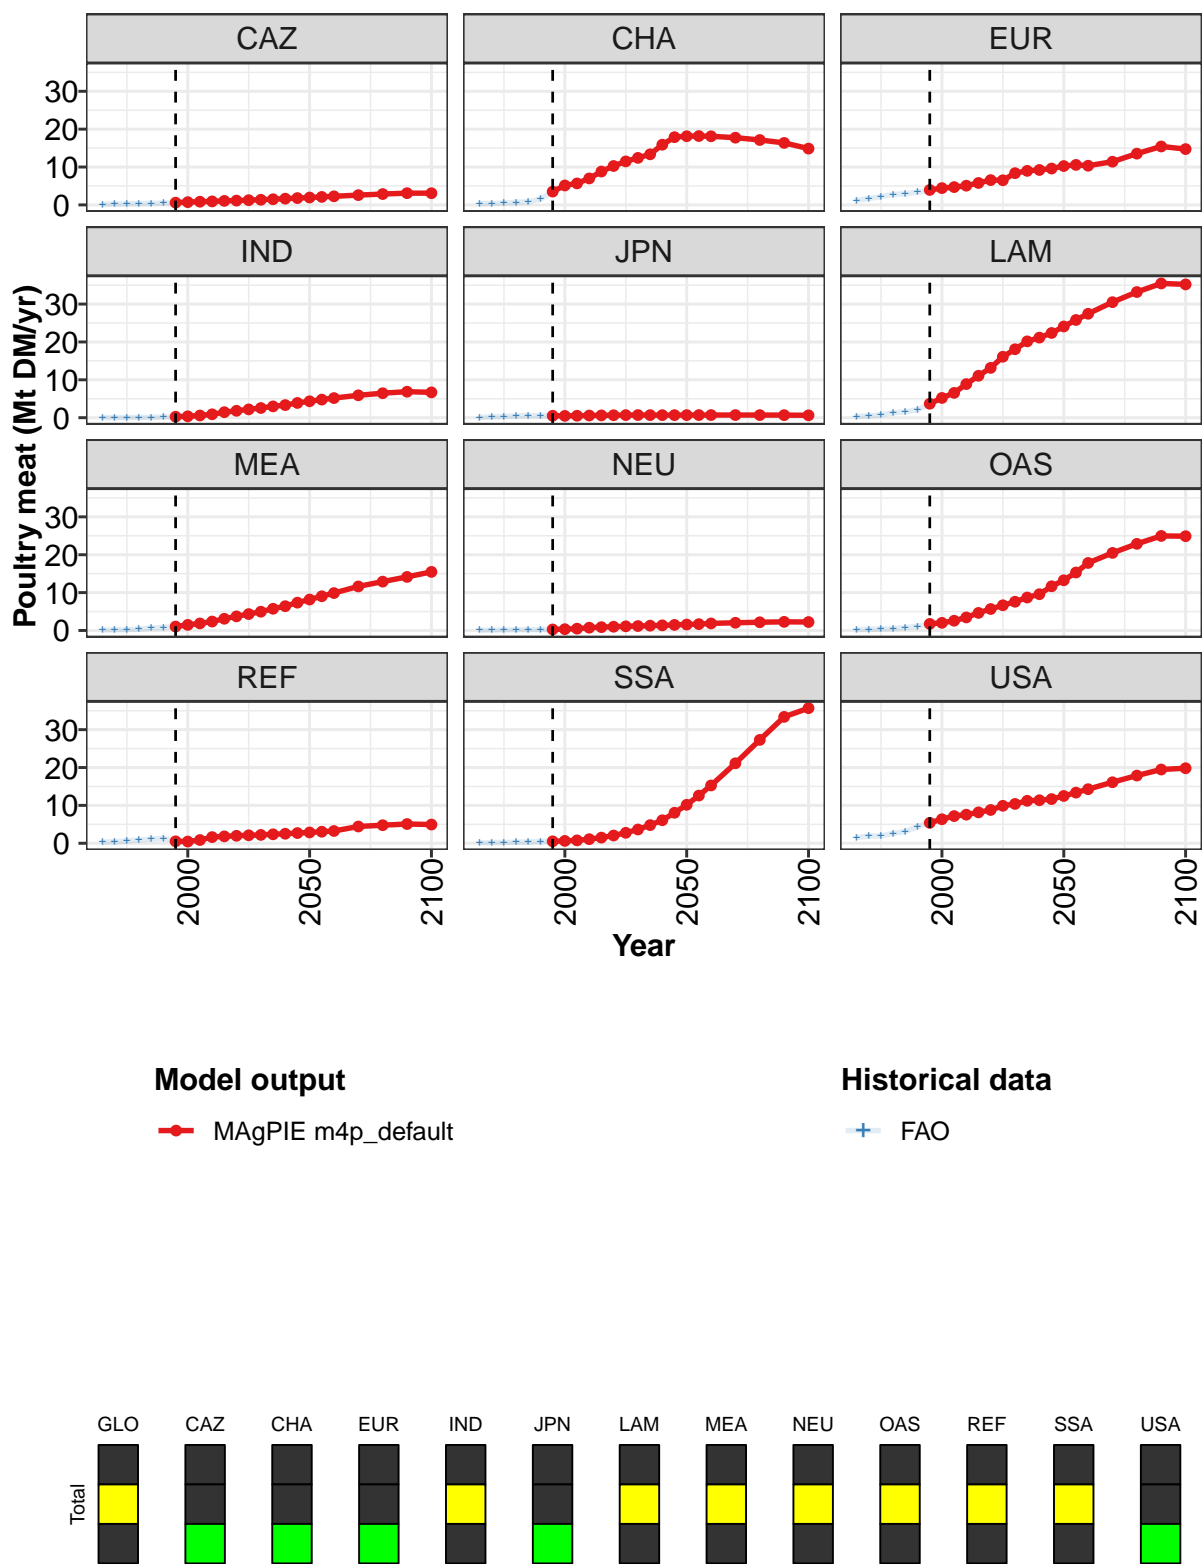 CAZ CHA EUR
30
20
10
0
IND JPN LAM
30
20
10
0
MEA NEU OAS
30
20
10
0
REF SSA USA
30
20
10
0
Poultry meat (Mt DM/yr)
2000 2050 2100 2000 2050 2100 2000 2050 2100
Year
Model output Historical data
MAgPIE m4p_default FAO
GLO CAZ CHA EUR IND JPN LAM MEA NEU OAS REF SSA USA
Total